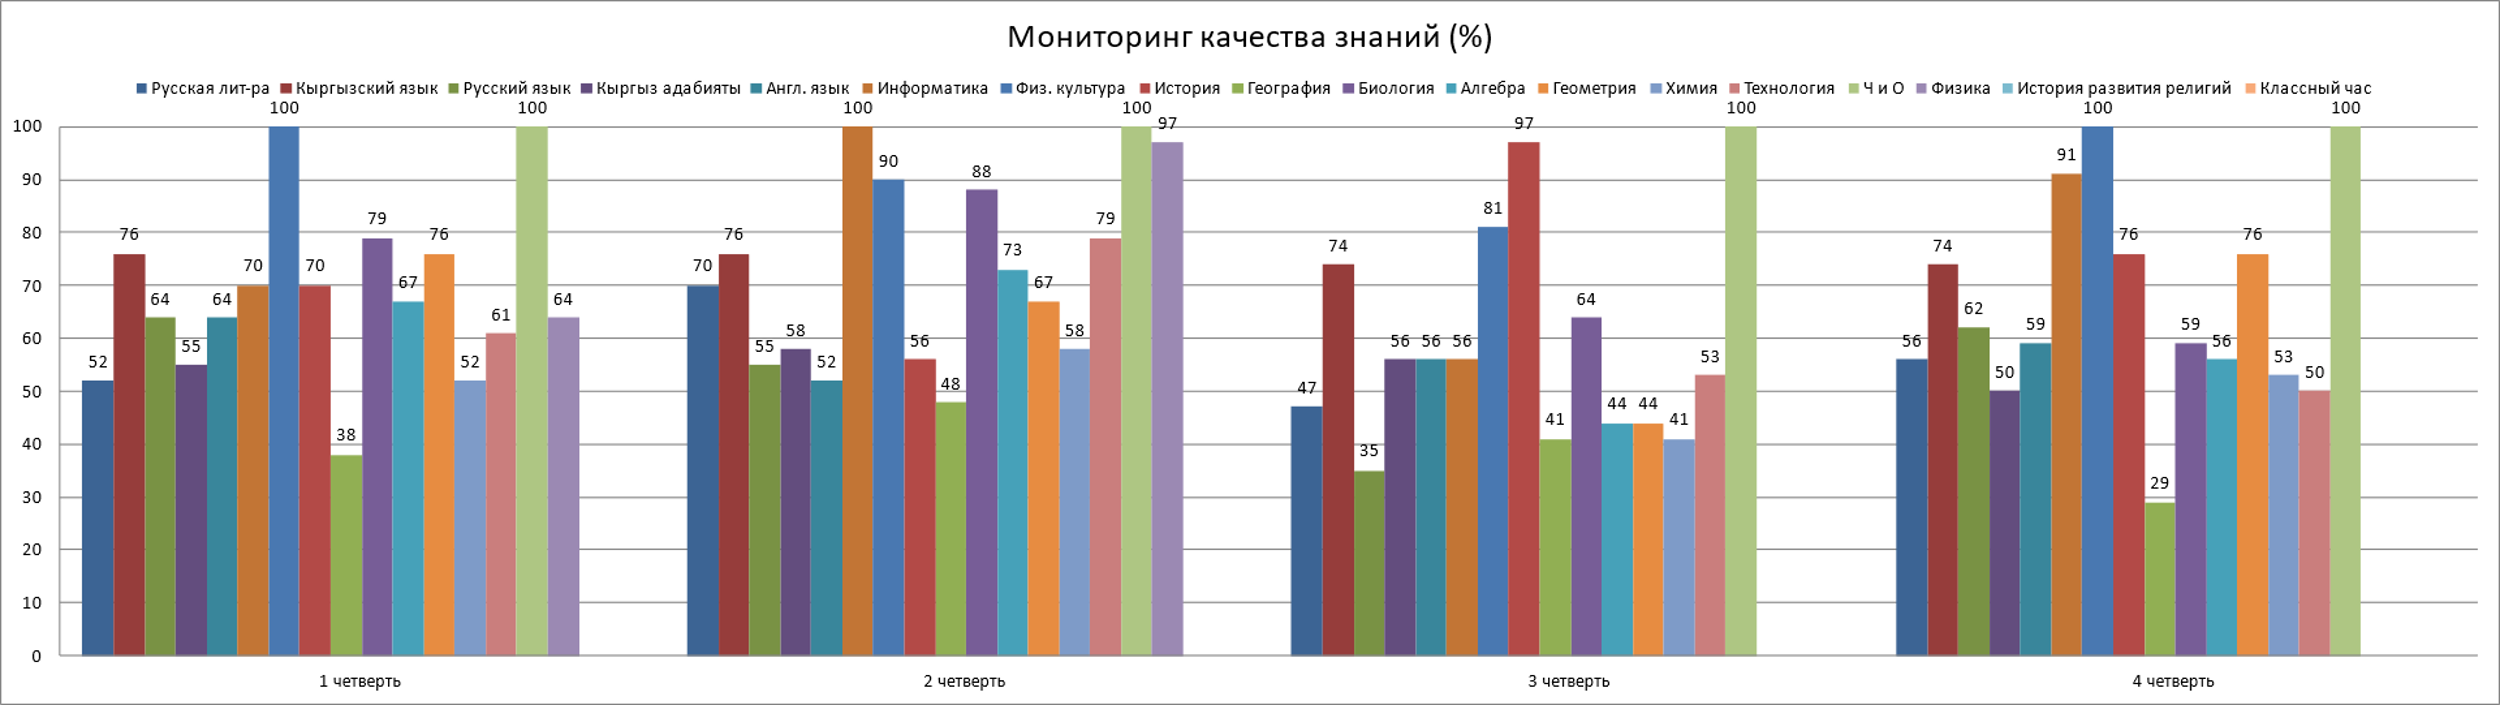 Мониторинг качества знаний (%)
Русская лит-ра Кыргызский язык Русский язык Кыргыз адабияты Англ. язык Информатика Физ. культура История География Биология Алгебра Геометрия Химия Технология Ч и О Физика История развития религий Классный час
100
90
80
70
60
50
40
30
20
10
0
52 76 64 55 64 70 100 70 38 79 67 76 52 61 100 64
70 76 55 58 52 100 90 56 48 88 73 67 58 79 100 97
47 74 35 56 56 56 81 97 41 64 44 44 41 53 100
56 74 62 50 59 91 100 76 29 59 56 76 53 50 100
1 четверть 2 четверть 3 четверть 4 четверть